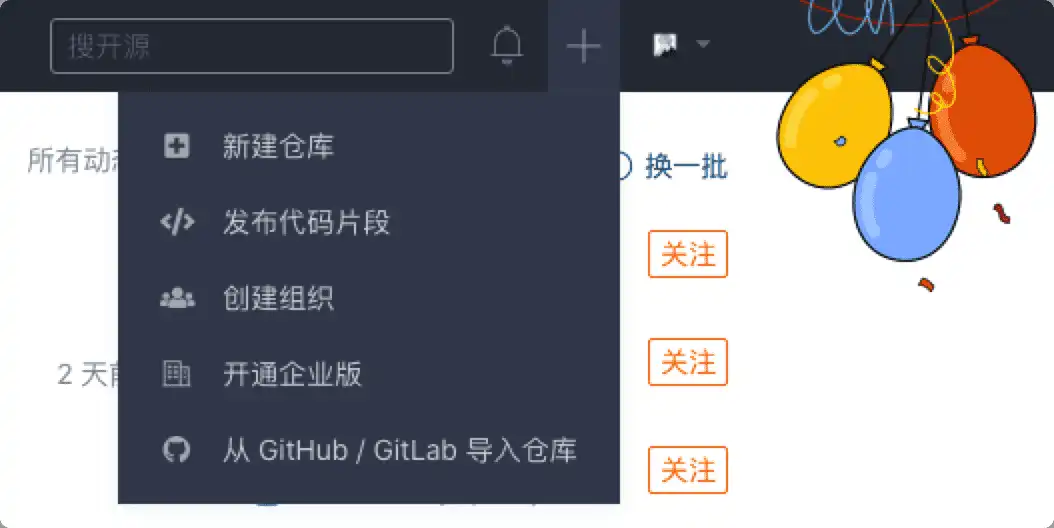 搜开源
所有动
换一批
新建仓库
发布代码片段
关注
创建组织
2 天前
开通企业版
关注
从 GitHub / GitLab 导入仓库
关注